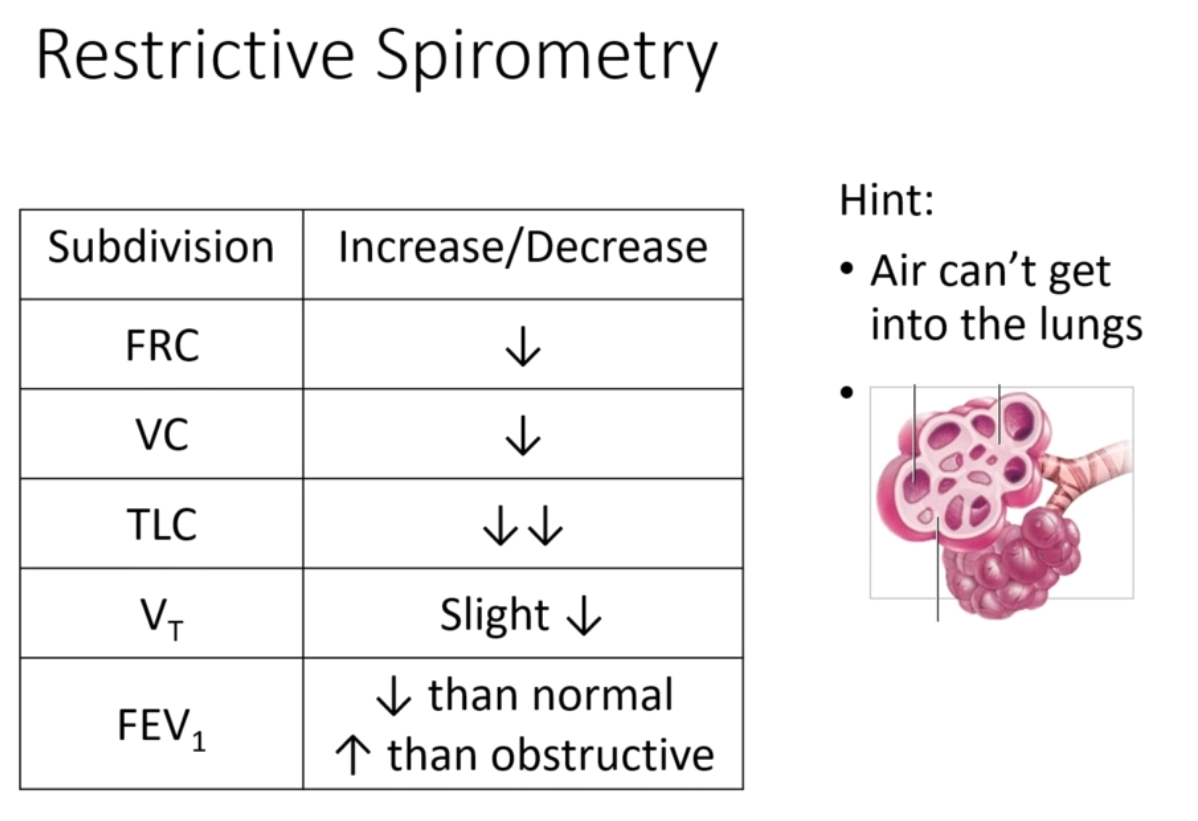 Restrictive Spirometry
Subdivision Increase/Decrease
FRC ↓
VC ↓
TLC ↓↓
V_T Slight ↓
FEV₁ ↓ than normal
↑ than obstructive
Hint:
• Air can’t get
into the lungs
•